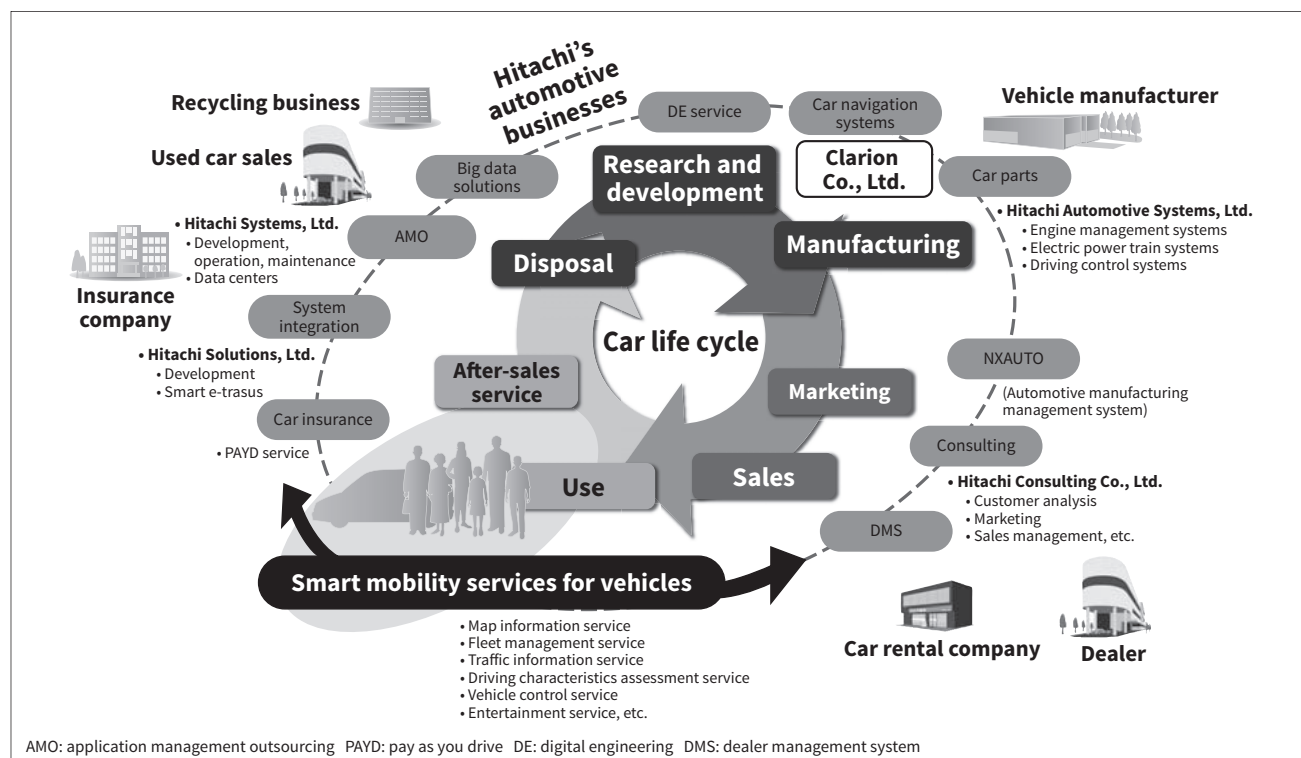 Hitachi's
automotive
businesses
Recycling business
Used car sales
Insurance
company
Vehicle manufacturer
DE service
Car navigation
systems
Clarion
Co., Ltd.
Car parts
• Hitachi Automotive Systems, Ltd.
• Engine management systems
• Electric power train systems
• Driving control systems
Big data
solutions
AMO
• Hitachi Systems, Ltd.
• Development,
operation, maintenance
• Data centers
System
integration
• Hitachi Solutions, Ltd.
• Development
• Smart e-trasus
Car insurance
• PAYD service
Research and
development
Manufacturing
Disposal
Car life cycle
After-sales
service
Marketing
Use
Sales
NXAUTO
(Automotive manufacturing
management system)
Consulting
• Hitachi Consulting Co., Ltd.
• Customer analysis
• Marketing
• Sales management, etc.
DMS
Smart mobility services for vehicles
• Map information service
• Fleet management service
• Traffic information service
• Driving characteristics assessment service
• Vehicle control service
• Entertainment service, etc.
Car rental company
Dealer
AMO: application management outsourcing PAYD: pay as you drive DE: digital engineering DMS: dealer management system